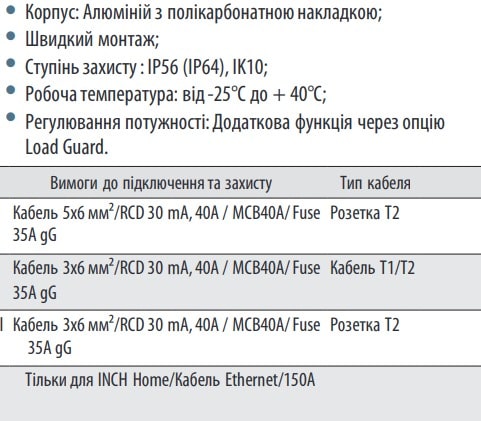 • Корпус: Алюміній з полікарбонатною накладкою;
• Швидкий монтаж;
• Ступінь захисту : IP56 (IP64), IK10;
• Робоча температура: від -25°C до + 40°C;
• Регулювання потужності: Додаткова функція через опцію
Load Guard.
Вимоги до підключення та захисту Тип кабеля
Кабель 5x6 мм²/RCD 30 mA, 40A / MCB40A/ Fuse Розетка T2
35A gG
Кабель 3x6 мм²/RCD 30 mA, 40A / MCB40A/ Fuse Кабель T1/T2
35A gG
Кабель 3x6 мм²/RCD 30 mA, 40A / MCB40A/ Fuse Розетка T2
35A gG
Тільки для INCH Home/Кабель Ethernet/150A